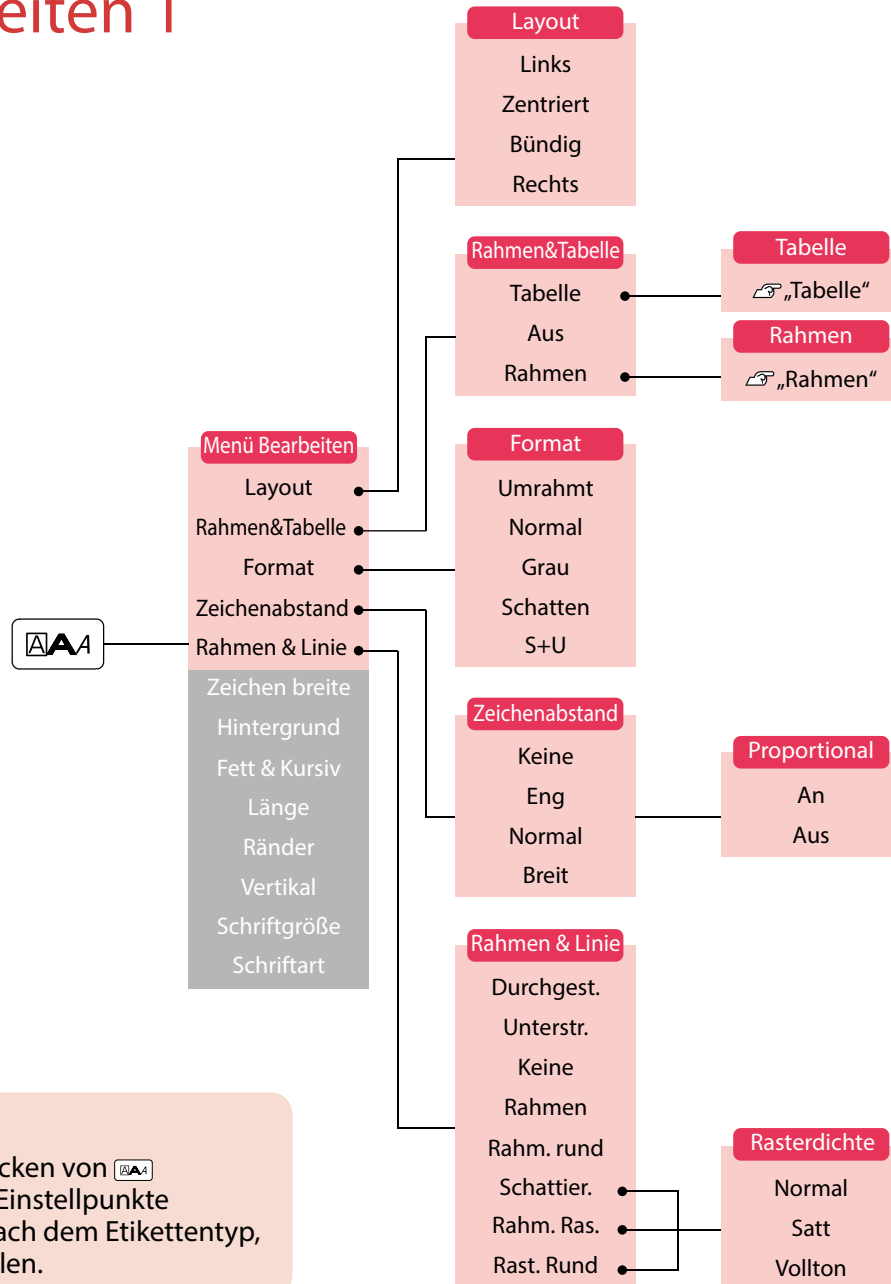 eiten 1
Layout
Links
Zentriert
Bündig
Rechts
Rahmen&Tabelle
Tabelle
Aus
Rahmen
Tabelle
„Tabelle“
Rahmen
„Rahmen“
Menü Bearbeiten
Layout
Rahmen&Tabelle
Format
Zeichenabstand
Rahmen & Linie
Zeichen breite
Hintergrund
Fett & Kursiv
Länge
Ränder
Vertikal
Schriftgröße
Schriftart
AAA
Format
Umrahmt
Normal
Grau
Schatten
S+U
Zeichenabstand
Keine
Eng
Normal
Breit
Proportional
An
Aus
Rahmen & Linie
Durchgest.
Unterstr.
Keine
Rahmen
Rahm. rund
Schattier.
Rahm. Ras.
Rast. Rund
Rasterdichte
Normal
Satt
Vollton
cken von AAA
Einstellpunkte
ach dem Etikettentyp,
len.